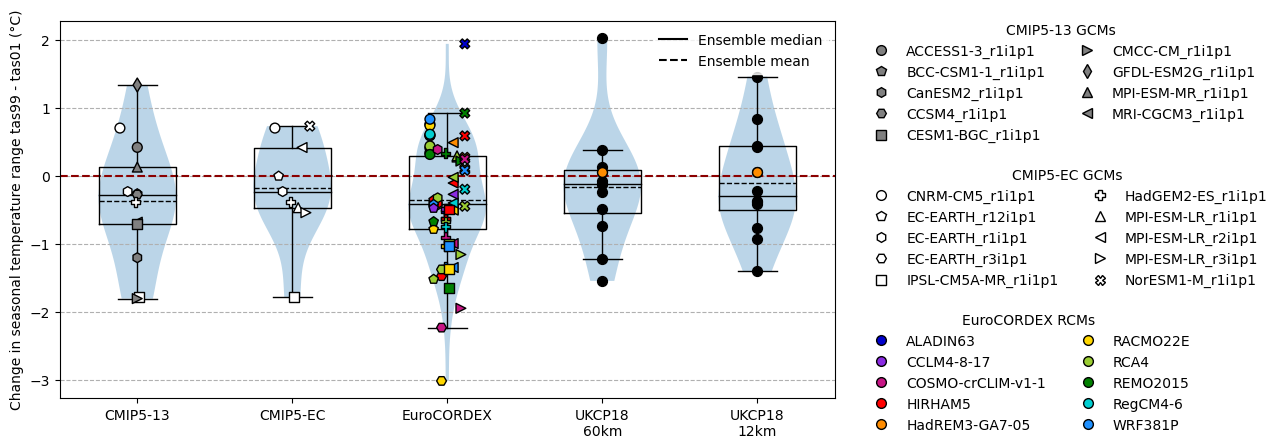 Change in seasonal temperature range tas99 - tas01 (°C)
2
1
0
−1
−2
−3
Ensemble median
Ensemble mean
CMIP5-13
CMIP5-EC
EuroCORDEX
UKCP18
60km
UKCP18
12km
CMIP5-13 GCMs
ACCESS1-3_r1i1p1
BCC-CSM1-1_r1i1p1
CanESM2_r1i1p1
CCSM4_r1i1p1
CESM1-BGC_r1i1p1
CMCC-CM_r1i1p1
GFDL-ESM2G_r1i1p1
MPI-ESM-MR_r1i1p1
MRI-CGCM3_r1i1p1
CMIP5-EC GCMs
CNRM-CM5_r1i1p1
EC-EARTH_r12i1p1
EC-EARTH_r1i1p1
EC-EARTH_r3i1p1
IPSL-CM5A-MR_r1i1p1
HadGEM2-ES_r1i1p1
MPI-ESM-LR_r1i1p1
MPI-ESM-LR_r2i1p1
MPI-ESM-LR_r3i1p1
NorESM1-M_r1i1p1
EuroCORDEX RCMs
ALADIN63
CCLM4-8-17
COSMO-crCLIM-v1-1
HIRHAM5
HadREM3-GA7-05
RACMO22E
RCA4
REMO2015
RegCM4-6
WRF381P